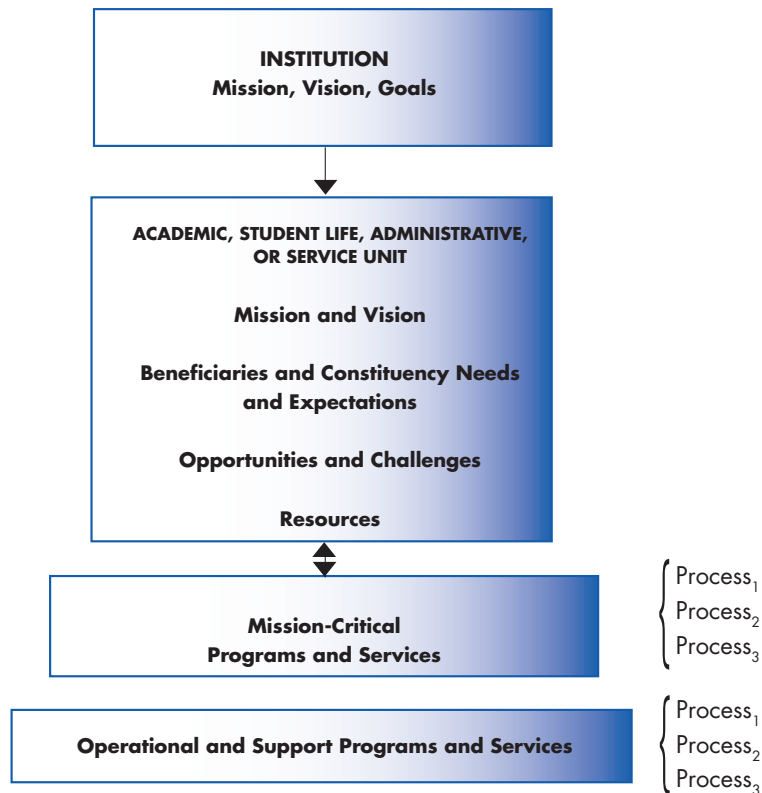 INSTITUTION
Mission, Vision, Goals
ACADEMIC, STUDENT LIFE, ADMINISTRATIVE,
OR SERVICE UNIT
Mission and Vision
Beneficiaries and Constituency Needs
and Expectations
Opportunities and Challenges
Resources
Mission-Critical
Programs and Services
Process₁
Process₂
Process₃
Operational and Support Programs and Services
Process₁
Process₂
Process₃